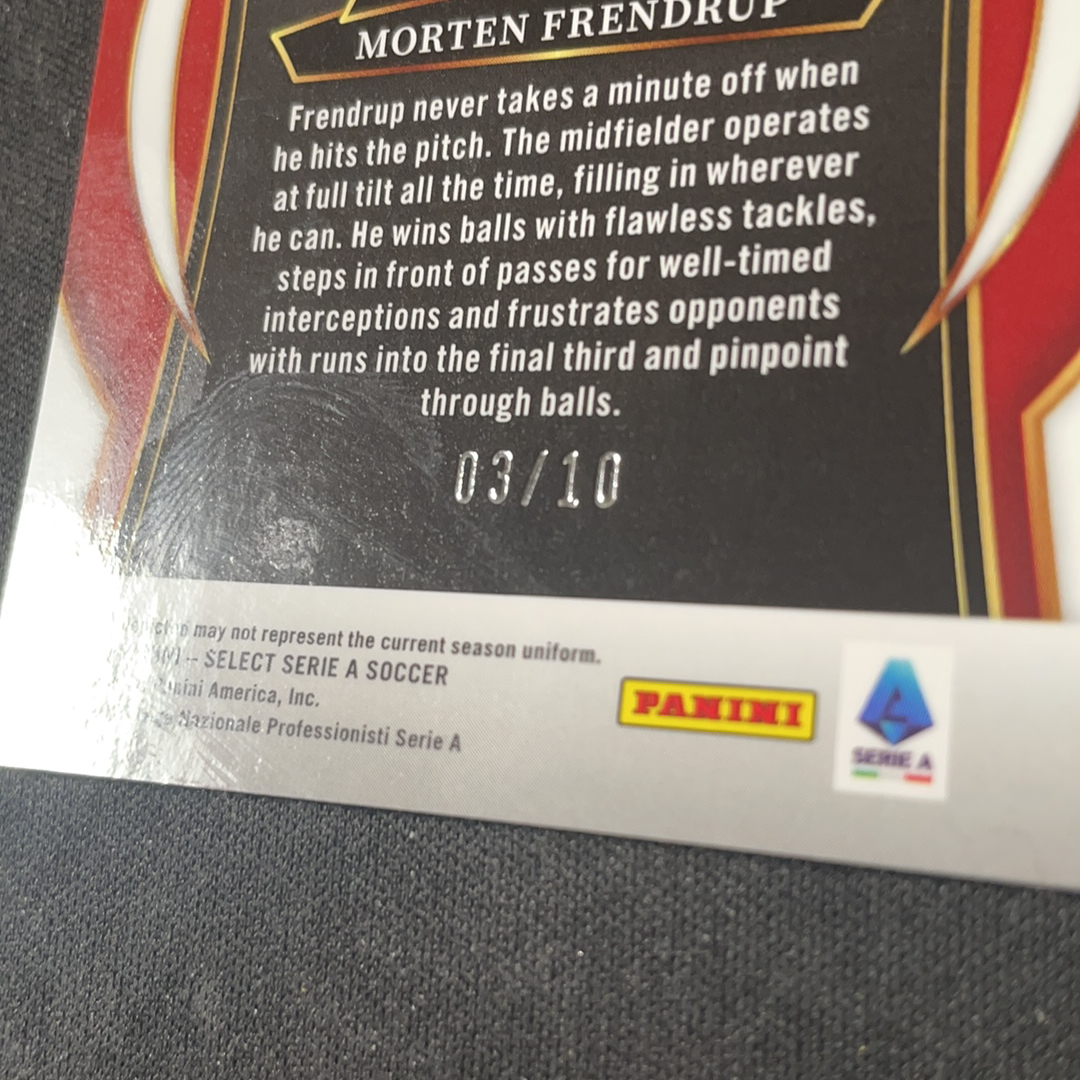 MORTEN FRENDRUP
Frendrup never takes a minute off when
he hits the pitch. The midfielder operates
at full tilt all the time, filling in wherever
he can. He wins balls with flawless tackles,
steps in front of passes for well-timed
interceptions and frustrates opponents
with runs into the final third and pinpoint
through balls.
03/10
may not represent the current season uniform.
– SELECT SERIE A SOCCER
America, Inc.
Nazionale Professionisti Serie A
PANINI
SERIE A